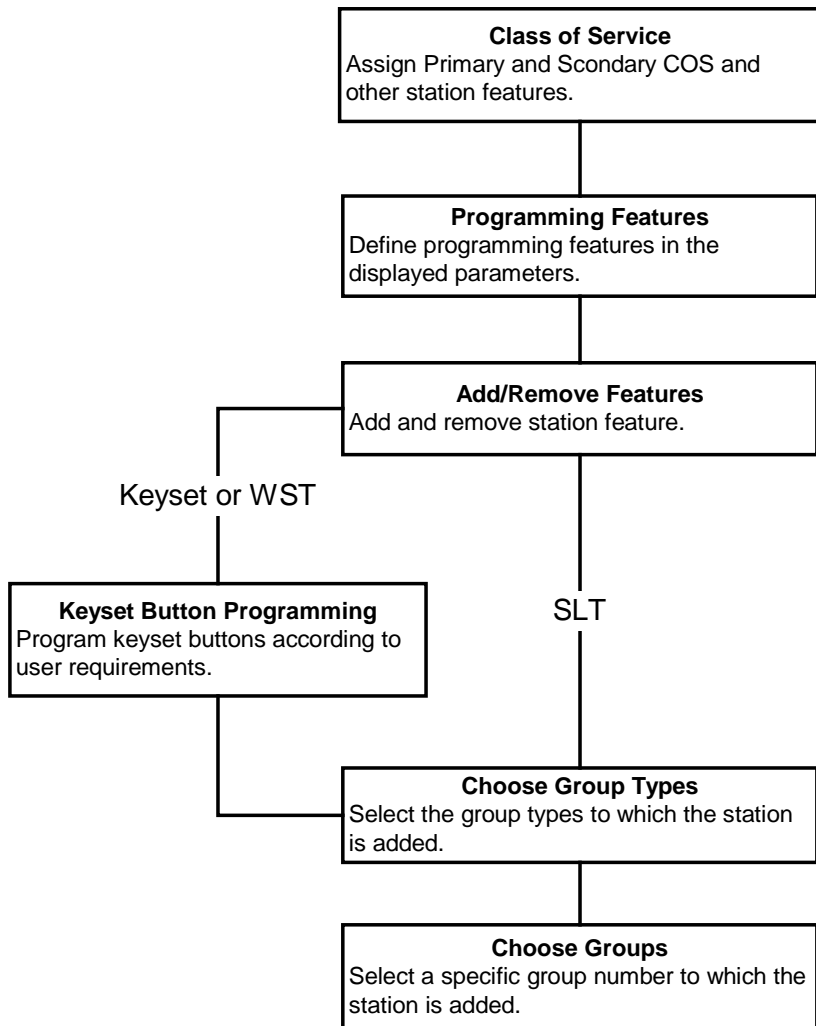 Class of Service
Assign Primary and Scondary COS and
other station features.
Programming Features
Define programming features in the
displayed parameters.
Add/Remove Features
Add and remove station feature.
Keyset or WST
Keyset Button Programming
Program keyset buttons according to
user requirements.
SLT
Choose Group Types
Select the group types to which the station
is added.
Choose Groups
Select a specific group number to which the
station is added.